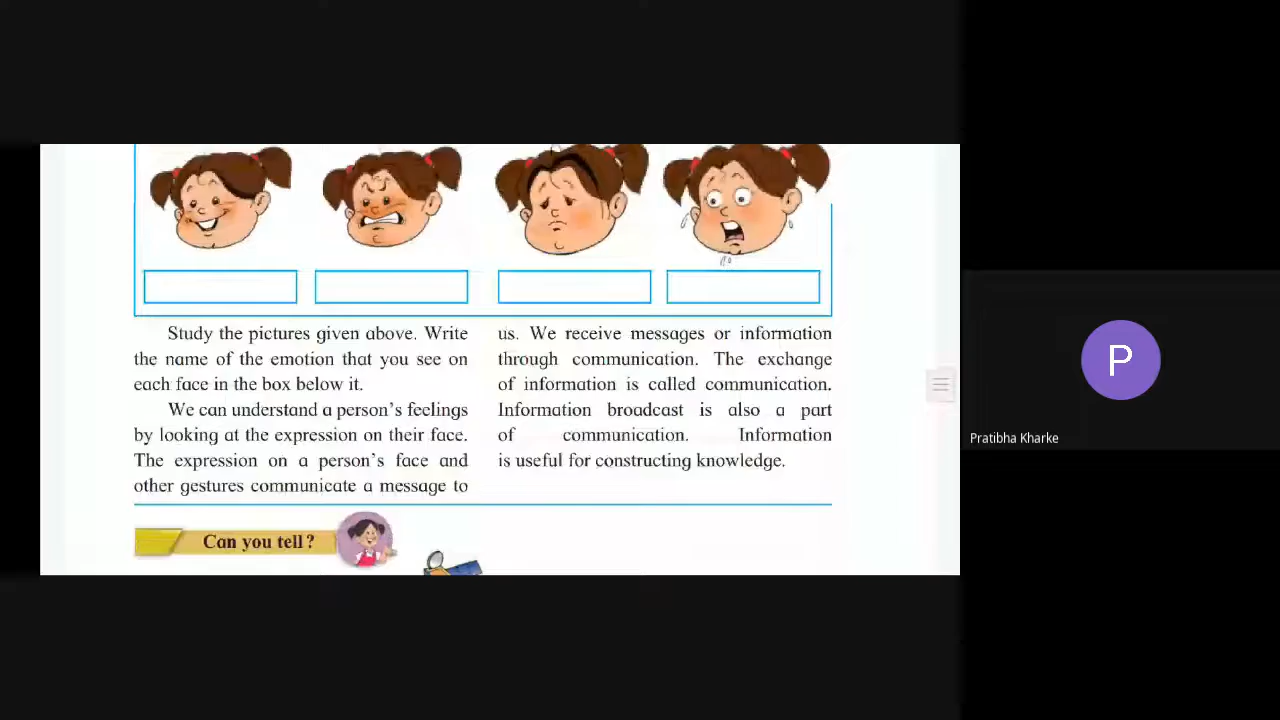 Study the pictures given above. Write
the name of the emotion that you see on
each face in the box below it.
We can understand a person's feelings
by looking at the expression on their face.
The expression on a person's face and
other gestures communicate a message to
us. We receive messages or information
through communication. The exchange
of information is called communication.
Information broadcast is also a part
of communication. Information
is useful for constructing knowledge.
Can you tell?
P
Pratibha Kharke